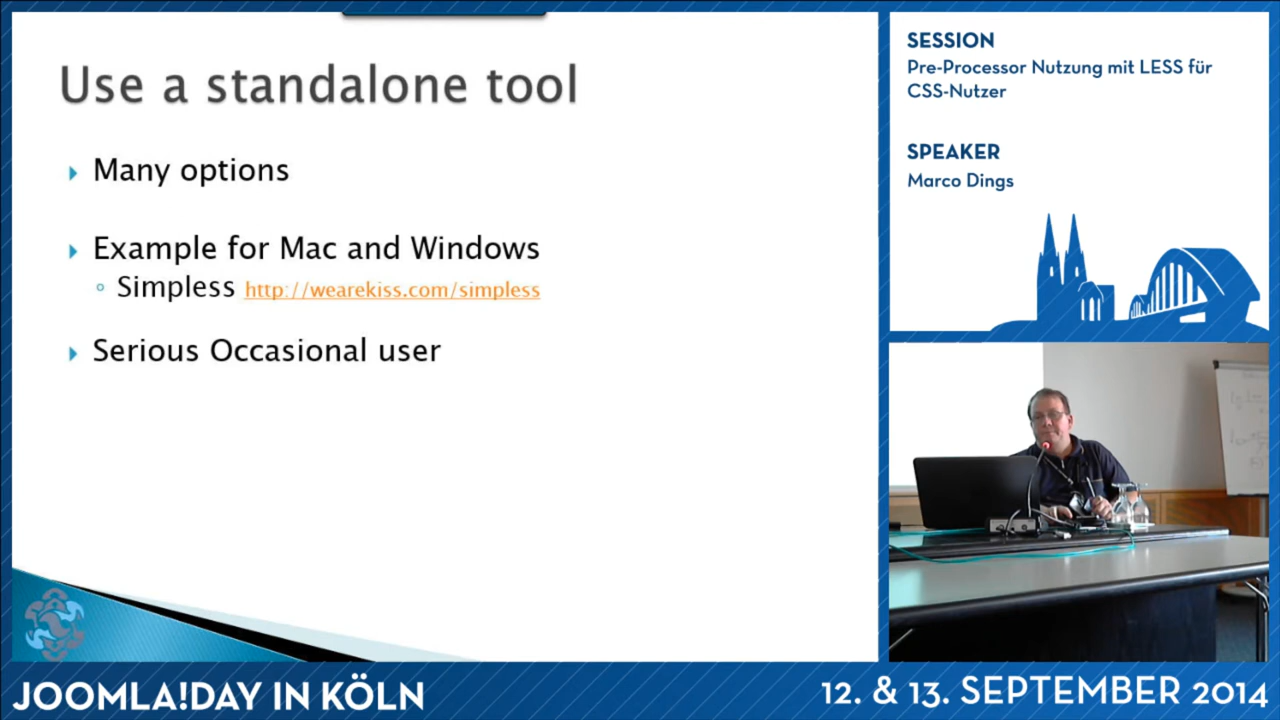 Use a standalone tool
Many options
Example for Mac and Windows
Simpless http://wearekiss.com/simpless
Serious Occasional user
SESSION
Pre-Processor Nutzung mit LESS für
CSS-Nutzer
SPEAKER
Marco Dings
JOOMLA!DAY IN KÖLN
12. & 13. SEPTEMBER 2014